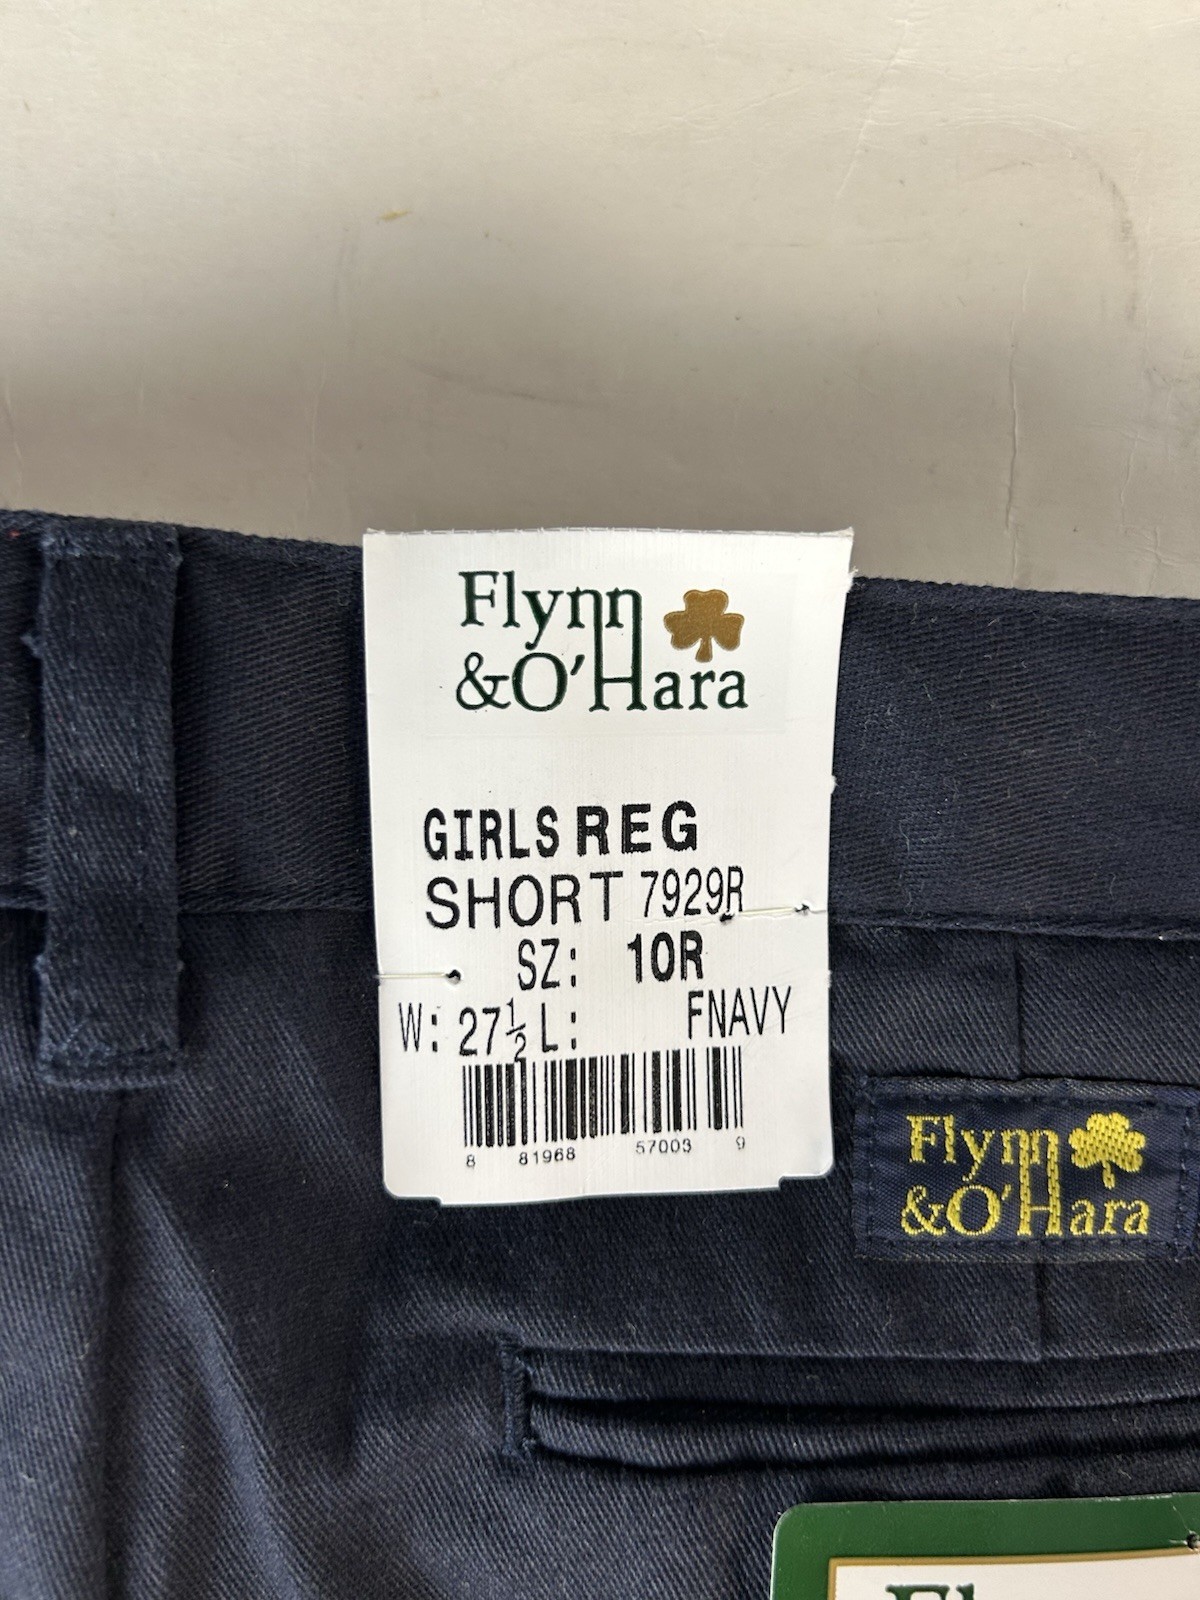 Flynn
&O'Hara
GIRLS REG
SHORT 7929R
SZ: 10R
W: 27½ L: FNAVY
8 81968 57003 9
Flynn
&O'Hara